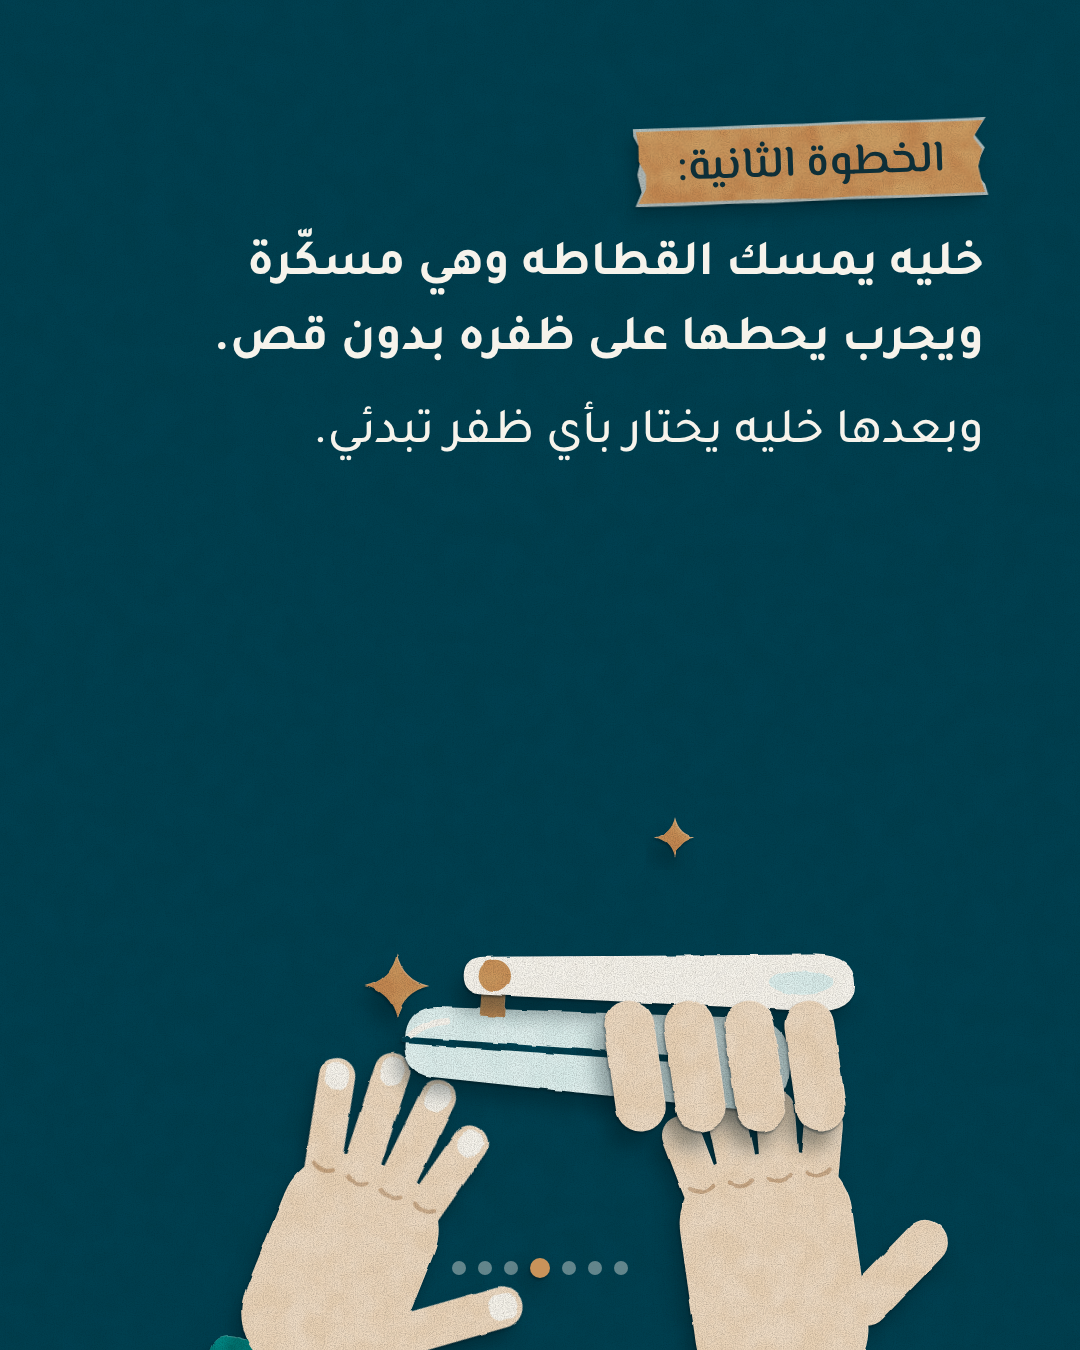 الخطوة الثانية:
خليه يمسك القطاطه وهي مسكّرة
ويجرب يحطها على ظفره بدون قص.
وبعدها خليه يختار بأي ظفر تبدئي.